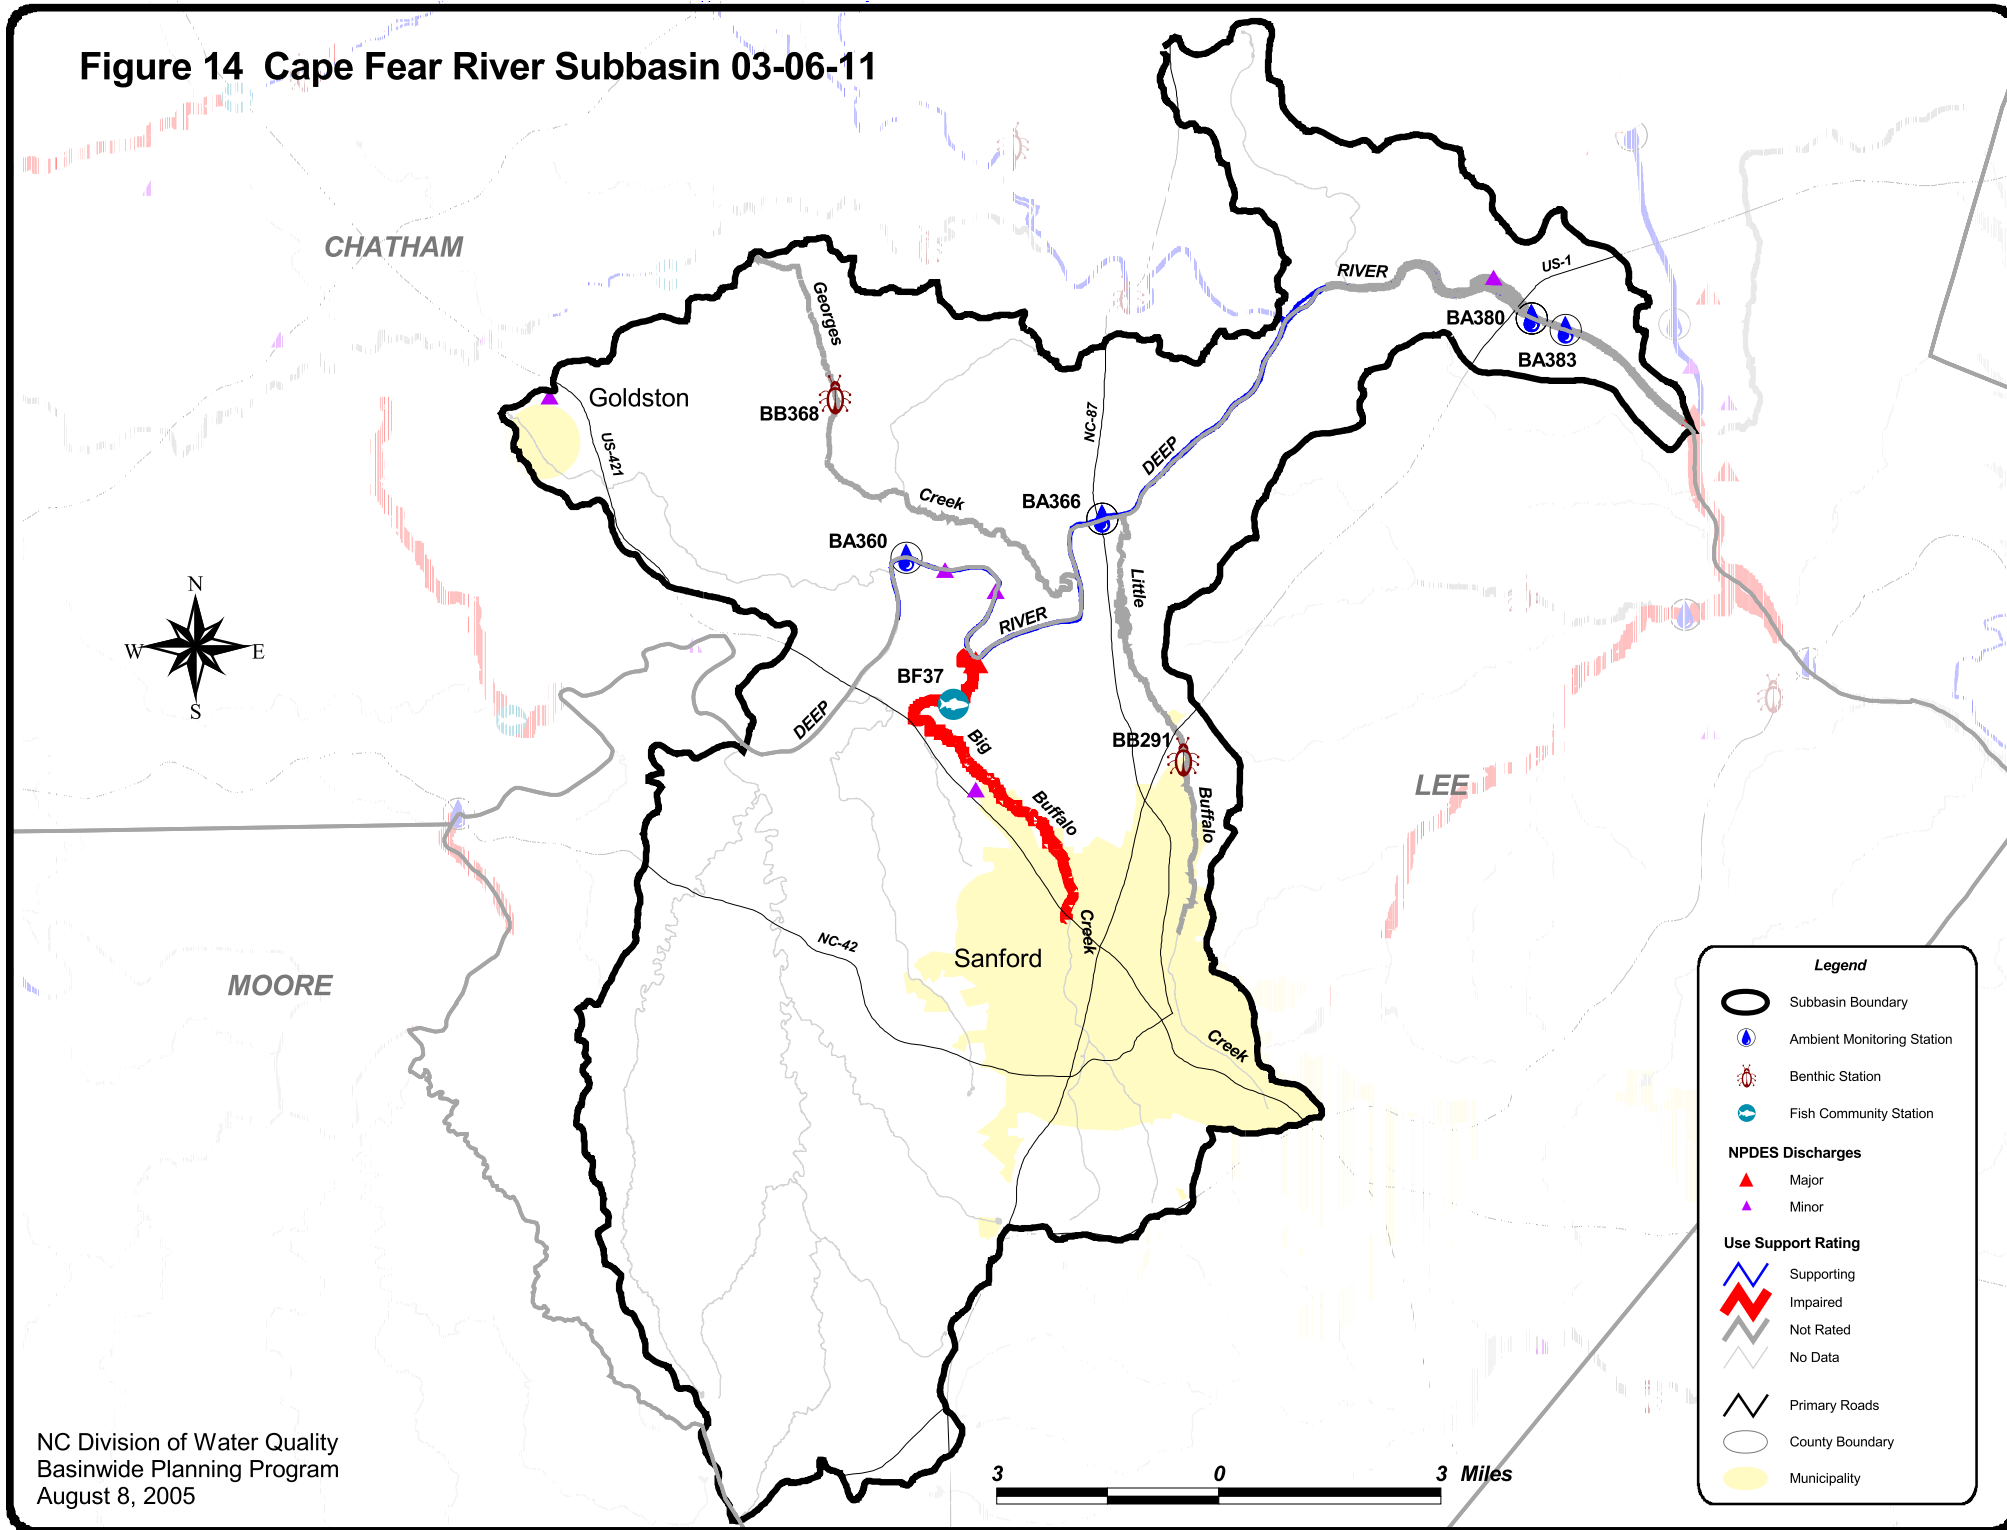 Figure 14 Cape Fear River Subbasin 03-06-11
CHATHAM
RIVER
US-1
Georges
BA380
BA383
Goldston
BB368
NC-87
US-421
DEEP
Creek
BA366
BA360
Little
N
W
E
S
RIVER
BF37
DEEP
Big
BB291
LEE
Buffalo
Buffalo
Creek
NC-42
Sanford
MOORE
Creek
Legend
Subbasin Boundary
Ambient Monitoring Station
Benthic Station
Fish Community Station
NPDES Discharges
Major
Minor
Use Support Rating
Supporting
Impaired
Not Rated
No Data
Primary Roads
County Boundary
Municipality
NC Division of Water Quality
Basinwide Planning Program
August 8, 2005
3 0 3 Miles